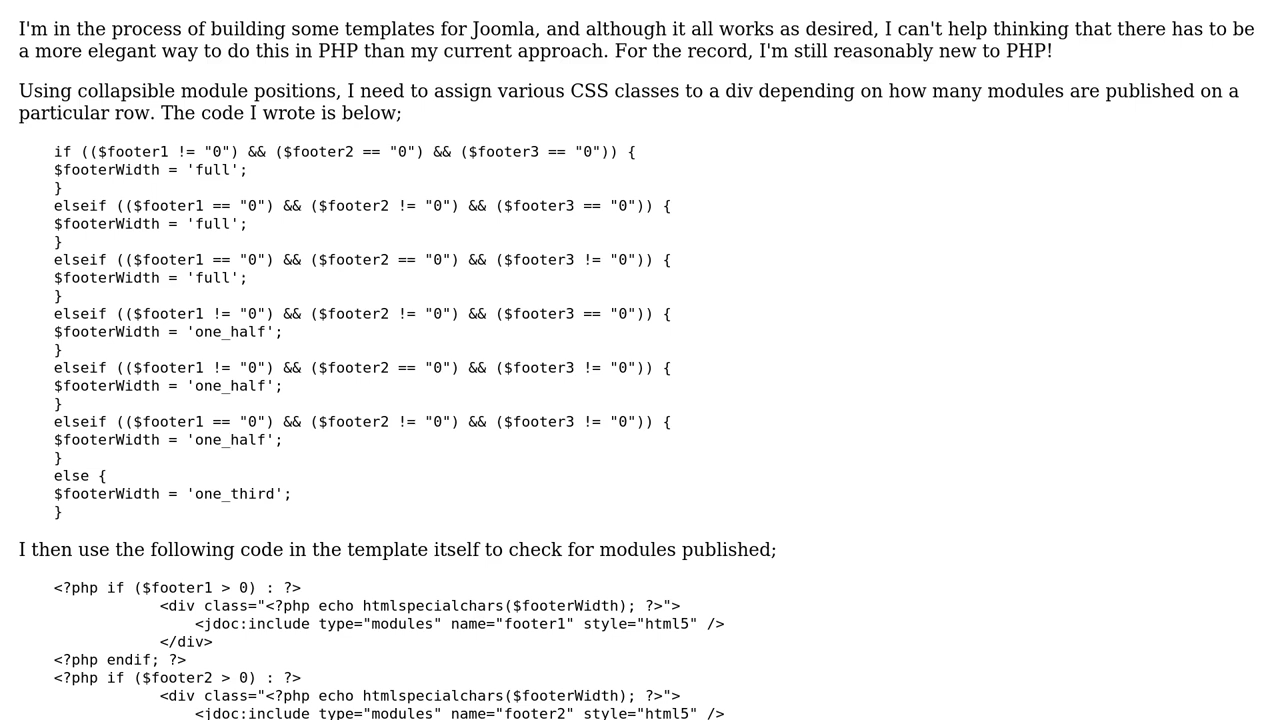 I'm in the process of building some templates for Joomla, and although it all works as desired, I can't help thinking that there has to be
a more elegant way to do this in PHP than my current approach. For the record, I'm still reasonably new to PHP!
Using collapsible module positions, I need to assign various CSS classes to a div depending on how many modules are published on a
particular row. The code I wrote is below;
if (($footer1 != "0") && ($footer2 == "0") && ($footer3 == "0")) {
$footerWidth = 'full';
}
elseif (($footer1 == "0") && ($footer2 != "0") && ($footer3 == "0")) {
$footerWidth = 'full';
}
elseif (($footer1 == "0") && ($footer2 == "0") && ($footer3 != "0")) {
$footerWidth = 'full';
}
elseif (($footer1 != "0") && ($footer2 != "0") && ($footer3 == "0")) {
$footerWidth = 'one_half';
}
elseif (($footer1 != "0") && ($footer2 == "0") && ($footer3 != "0")) {
$footerWidth = 'one_half';
}
elseif (($footer1 == "0") && ($footer2 != "0") && ($footer3 != "0")) {
$footerWidth = 'one_half';
}
else {
$footerWidth = 'one_third';
}
I then use the following code in the template itself to check for modules published;
<?php if ($footer1 > 0) : ?>
<div class="<?php echo htmlspecialchars($footerWidth); ?>">
<jdoc:include type="modules" name="footer1" style="html5" />
</div>
<?php endif; ?>
<?php if ($footer2 > 0) : ?>
<div class="<?php echo htmlspecialchars($footerWidth); ?>">
<jdoc:include type="modules" name="footer2" style="html5" />